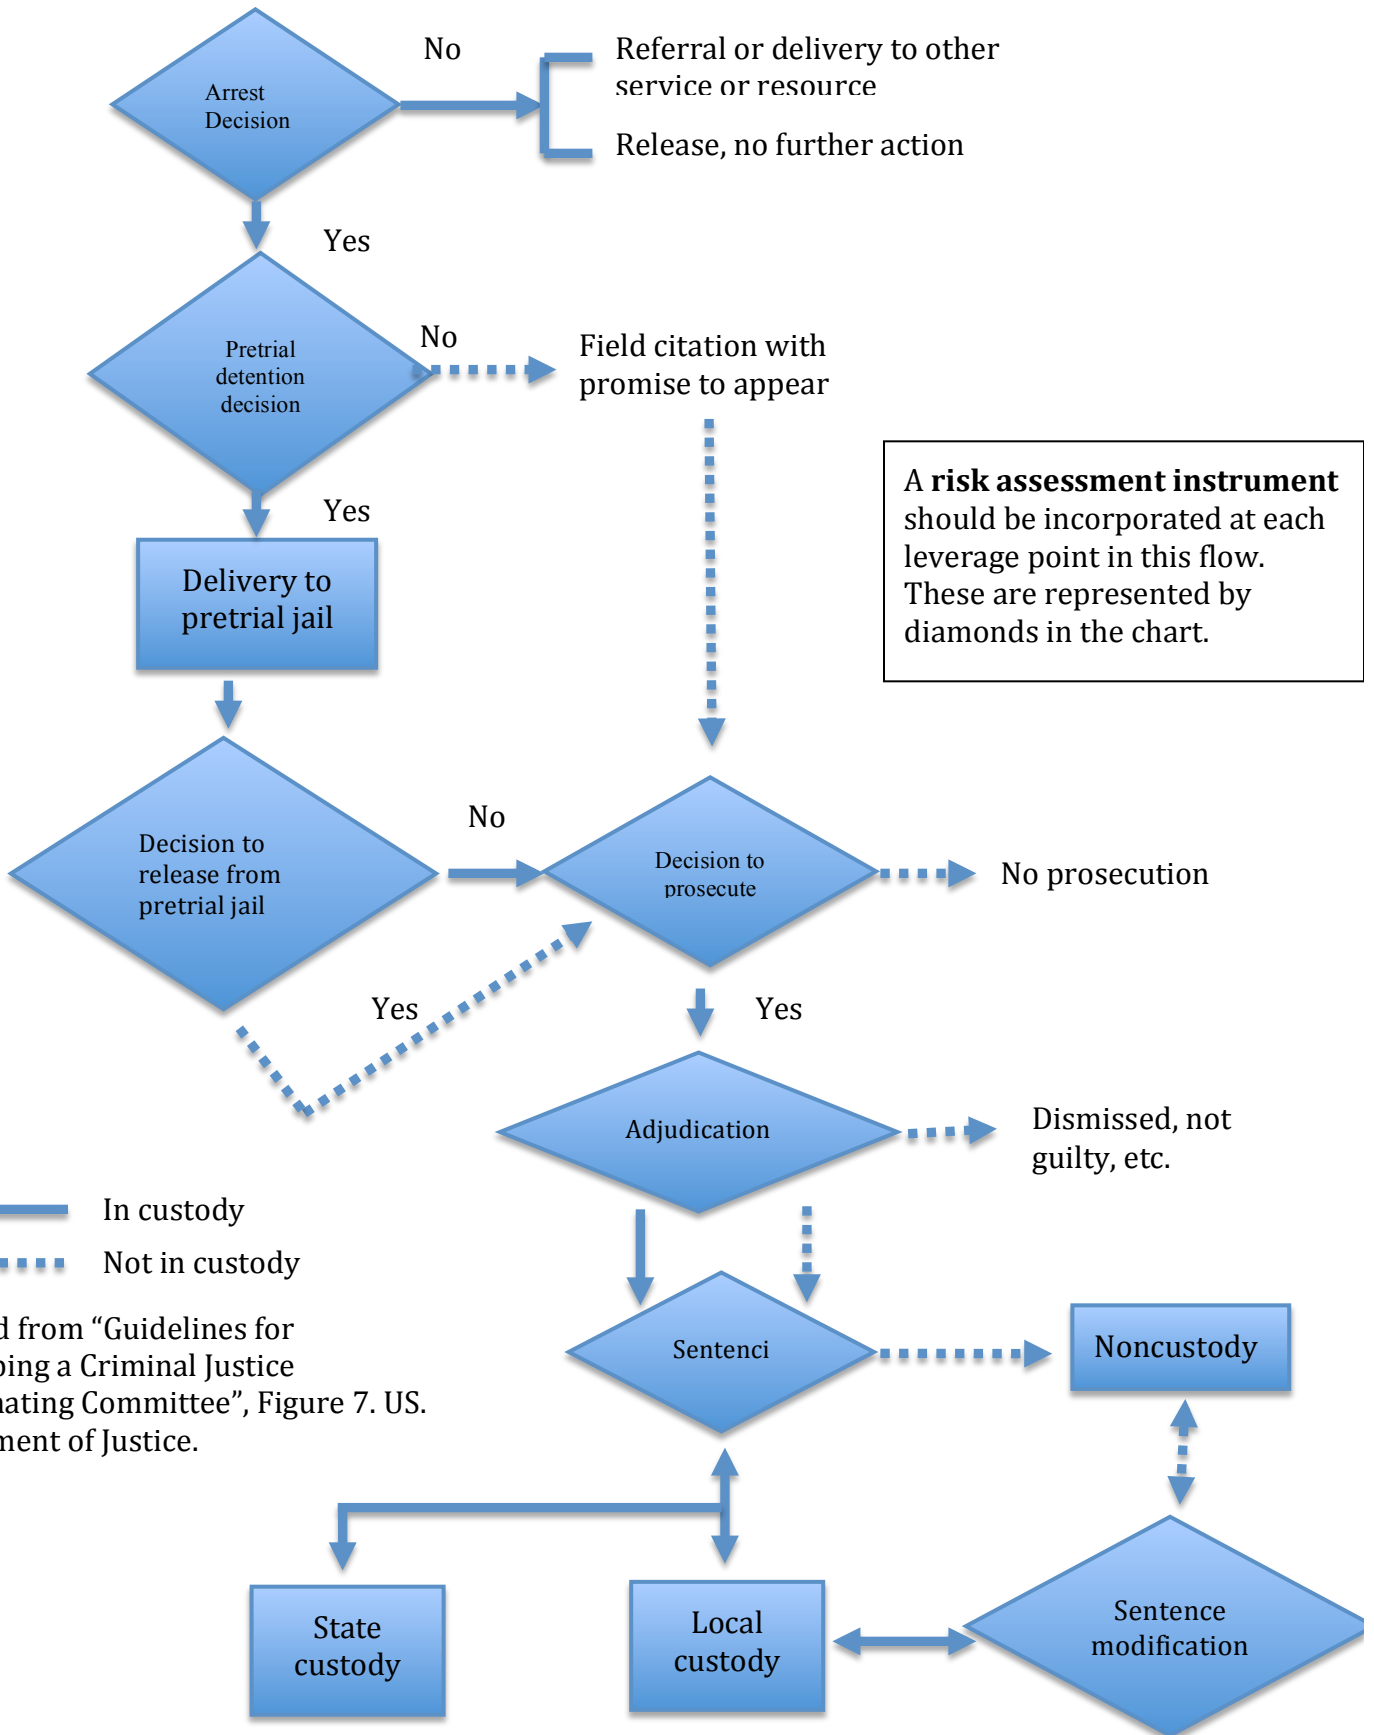 No
Referral or delivery to other
service or resource
Arrest
Decision
Release, no further action
Yes
No
Field citation with
promise to appear
Pretrial
detention
decision
A risk assessment instrument
should be incorporated at each
leverage point in this flow.
These are represented by
diamonds in the chart.
Yes
Delivery to
pretrial jail
No
Decision to
release from
pretrial jail
Decision to
prosecute
No prosecution
Yes
Yes
Adjudication
Dismissed, not
guilty, etc.
In custody
Not in custody
d from “Guidelines for
ping a Criminal Justice
nating Committee”, Figure 7. US.
ment of Justice.
Sentenci
Noncustody
State
custody
Local
custody
Sentence
modification